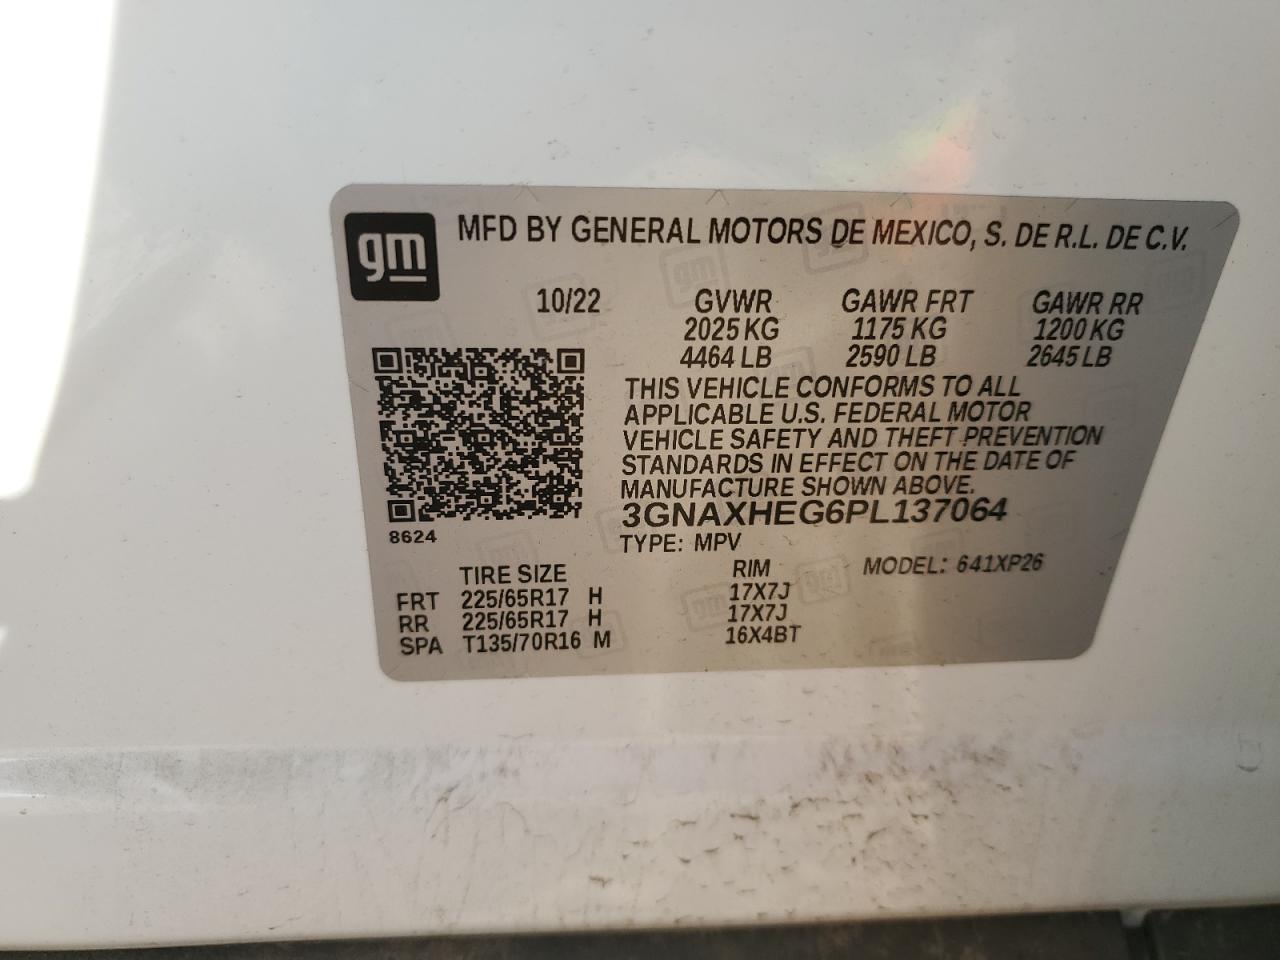 gm MFD BY GENERAL MOTORS DE MEXICO, S. DE R.L. DE C.V.
10/22 GVWR GAWR FRT GAWR RR
2025 KG 1175 KG 1200 KG
4464 LB 2590 LB 2645 LB
THIS VEHICLE CONFORMS TO ALL
APPLICABLE U.S. FEDERAL MOTOR
VEHICLE SAFETY AND THEFT PREVENTION
STANDARDS IN EFFECT ON THE DATE OF
MANUFACTURE SHOWN ABOVE.
3GNAXHEG6PL137064
8624 TYPE: MPV
TIRE SIZE RIM MODEL: 641XP26
FRT 225/65R17 H 17X7J
RR 225/65R17 H 17X7J
SPA T135/70R16 M 16X4BT